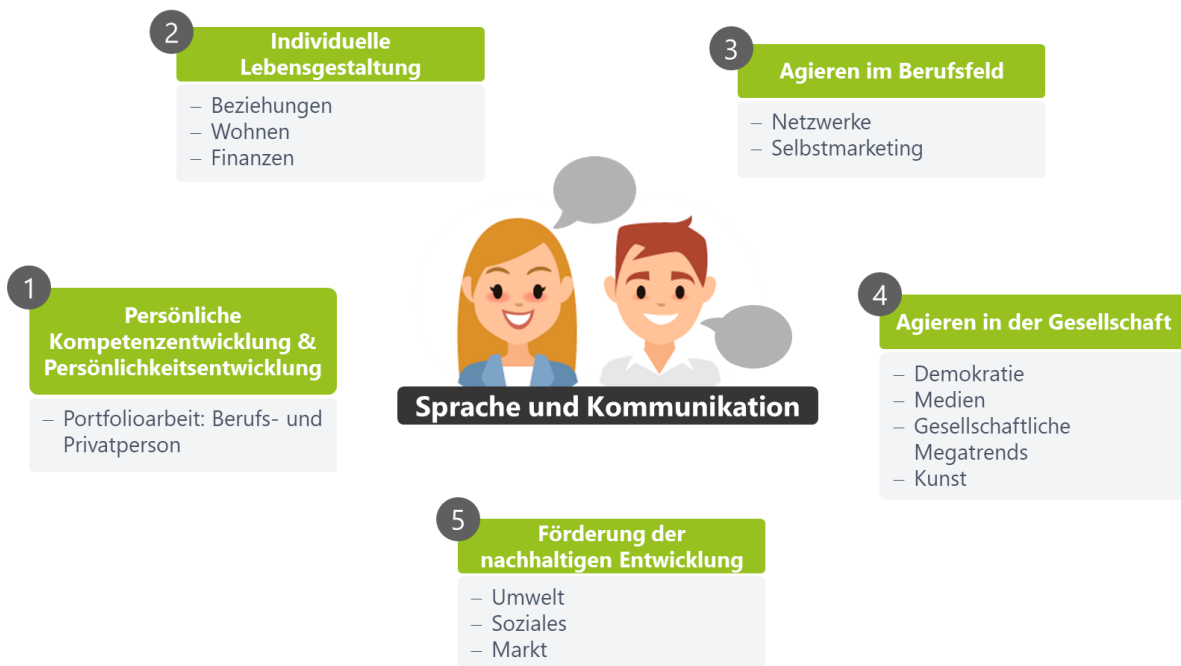 1
Persönliche
Kompetenzentwicklung &
Persönlichkeitsentwicklung
– Portfolioarbeit: Berufs- und
Privatperson
2
Individuelle
Lebensgestaltung
– Beziehungen
– Wohnen
– Finanzen
3
Agieren im Berufsfeld
– Netzwerke
– Selbstmarketing
4
Agieren in der Gesellschaft
– Demokratie
– Medien
– Gesellschaftliche
Megatrends
– Kunst
5
Förderung der
nachhaltigen Entwicklung
– Umwelt
– Soziales
– Markt
Sprache und Kommunikation